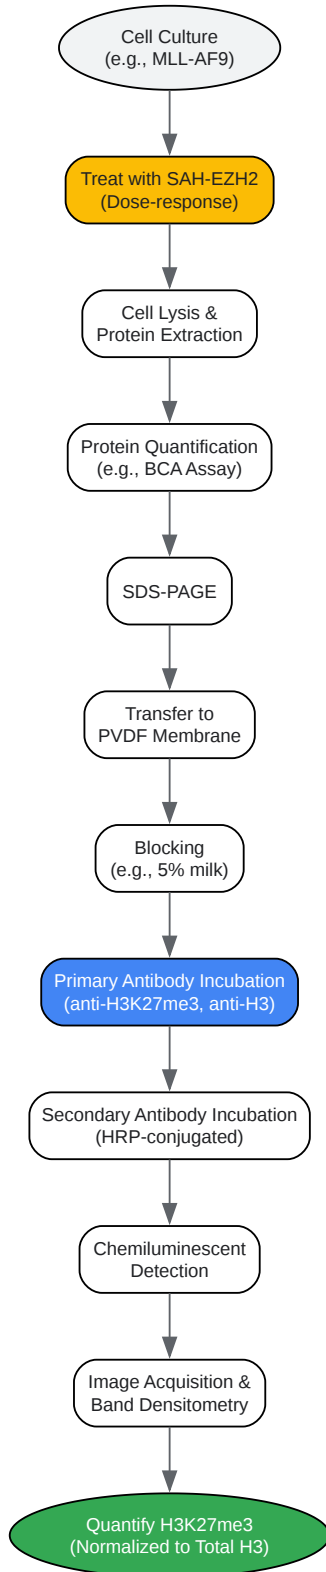 Cell Culture
(e.g., MLL-AF9)
Treat with SAH-EZH2
(Dose-response)
Cell Lysis &
Protein Extraction
Protein Quantification
(e.g., BCA Assay)
SDS-PAGE
Transfer to
PVDF Membrane
Blocking
(e.g., 5% milk)
Primary Antibody Incubation
(anti-H3K27me3, anti-H3)
Secondary Antibody Incubation
(HRP-conjugated)
Chemiluminescent
Detection
Image Acquisition &
Band Densitometry
Quantify H3K27me3
(Normalized to Total H3)